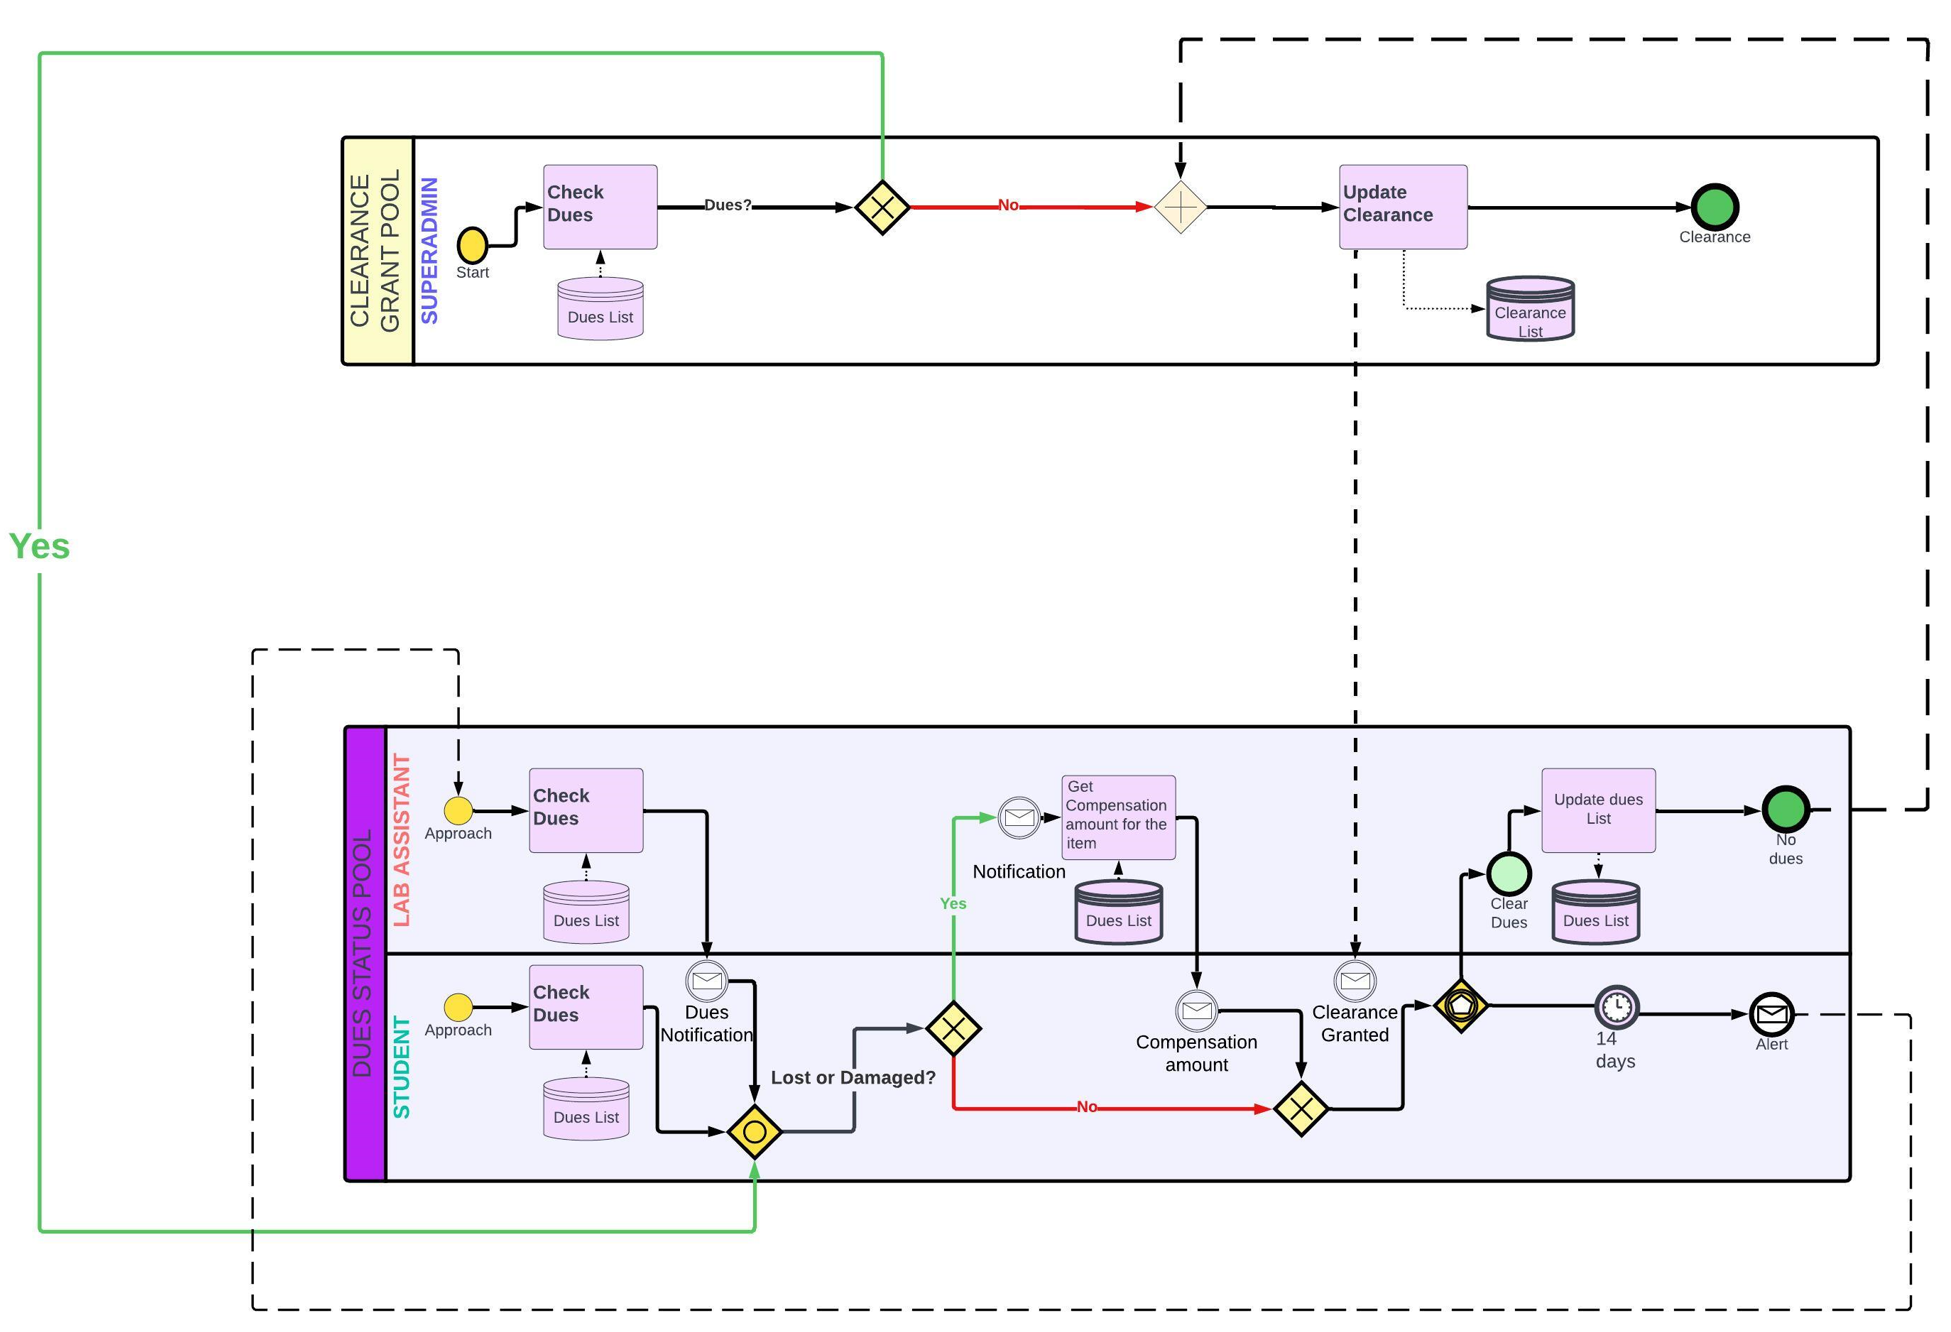 CLEARANCE
GRANT POOL
SUPERADMIN
Start
Check
Dues
Dues List
Dues?
No
Update
Clearance
Clearance
List
Clearance
Yes
DUES STATUS POOL
LAB ASSISTANT
Approach
Check
Dues
Dues List
Notification
Get
Compensation
amount for the
item
Dues List
Yes
Clear
Dues
Update dues
List
Dues List
No
dues
STUDENT
Approach
Check
Dues
Dues List
Dues
Notification
Lost or Damaged?
No
Compensation
amount
Clearance
Granted
14
days
Alert